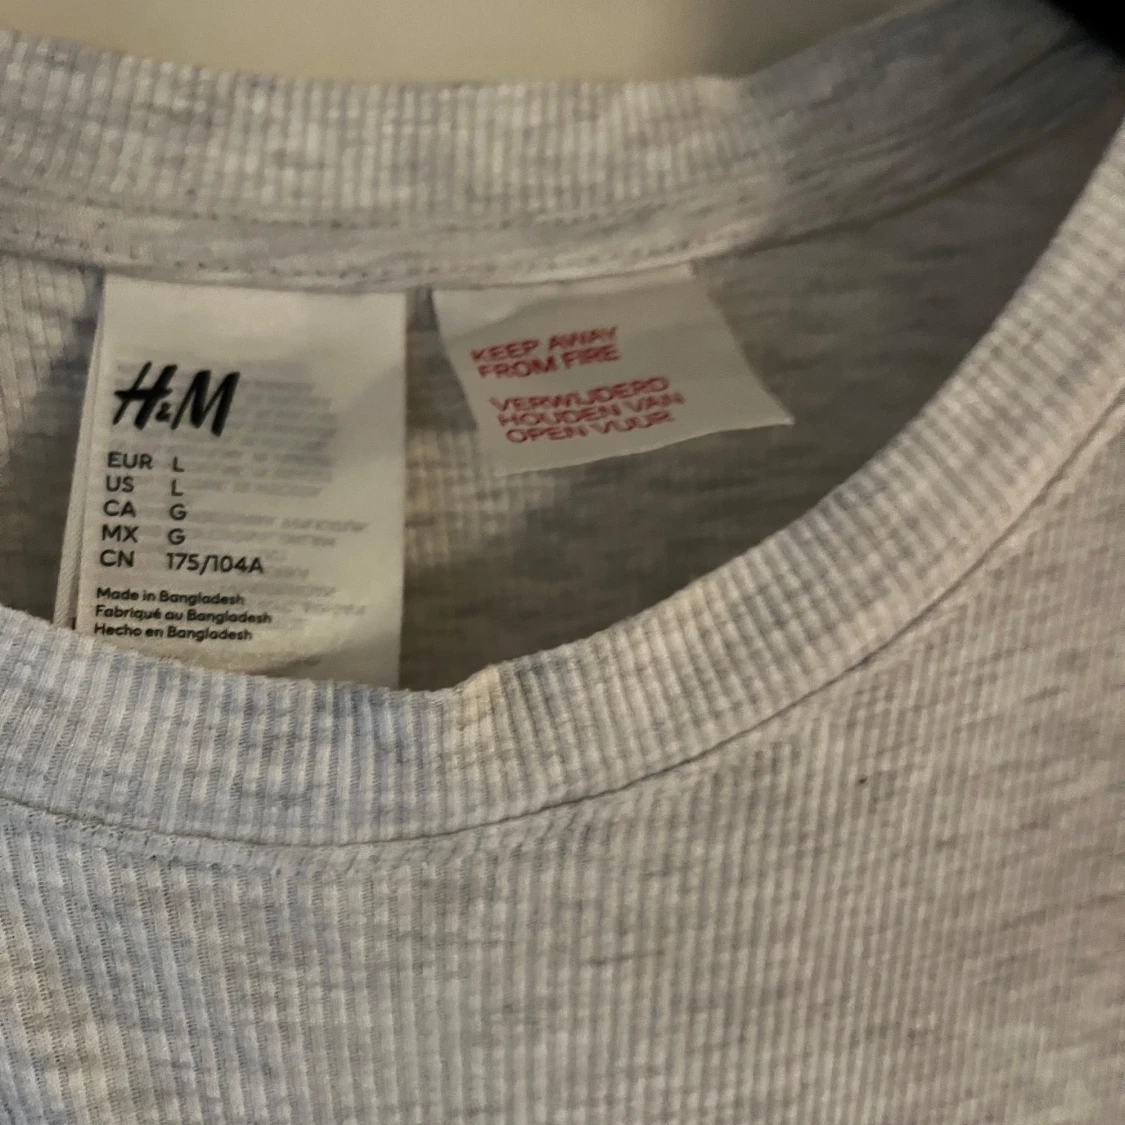 H&M
EUR L
US L
CA G
MX G
CN 175/104A
Made in Bangladesh
Fabriqué au Bangladesh
Hecho en Bangladesh
KEEP AWAY
FROM FIRE
VERWIJDERD
HOUDEN VAN
OPEN VUUR